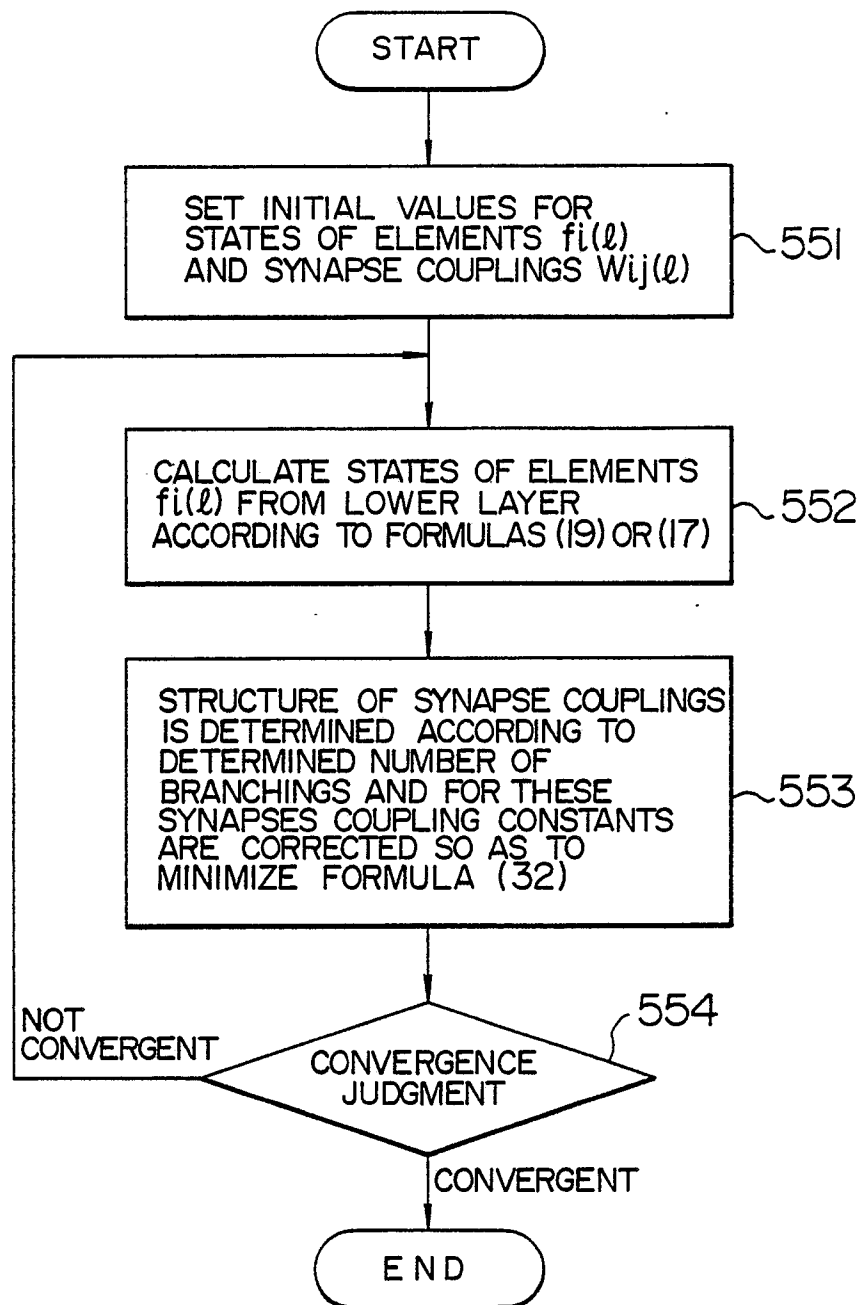 START
SET INITIAL VALUES FOR
STATES OF ELEMENTS fi(ℓ)
AND SYNAPSE COUPLINGS Wij(ℓ)
551
CALCULATE STATES OF ELEMENTS
fi(ℓ) FROM LOWER LAYER
ACCORDING TO FORMULAS (19) OR (17)
552
STRUCTURE OF SYNAPSE COUPLINGS
IS DETERMINED ACCORDING TO
DETERMINED NUMBER OF
BRANCHINGS AND FOR THESE
SYNAPSES COUPLING CONSTANTS
ARE CORRECTED SO AS TO
MINIMIZE FORMULA (32)
553
554
NOT
CONVERGENT
CONVERGENCE
JUDGMENT
CONVERGENT
END